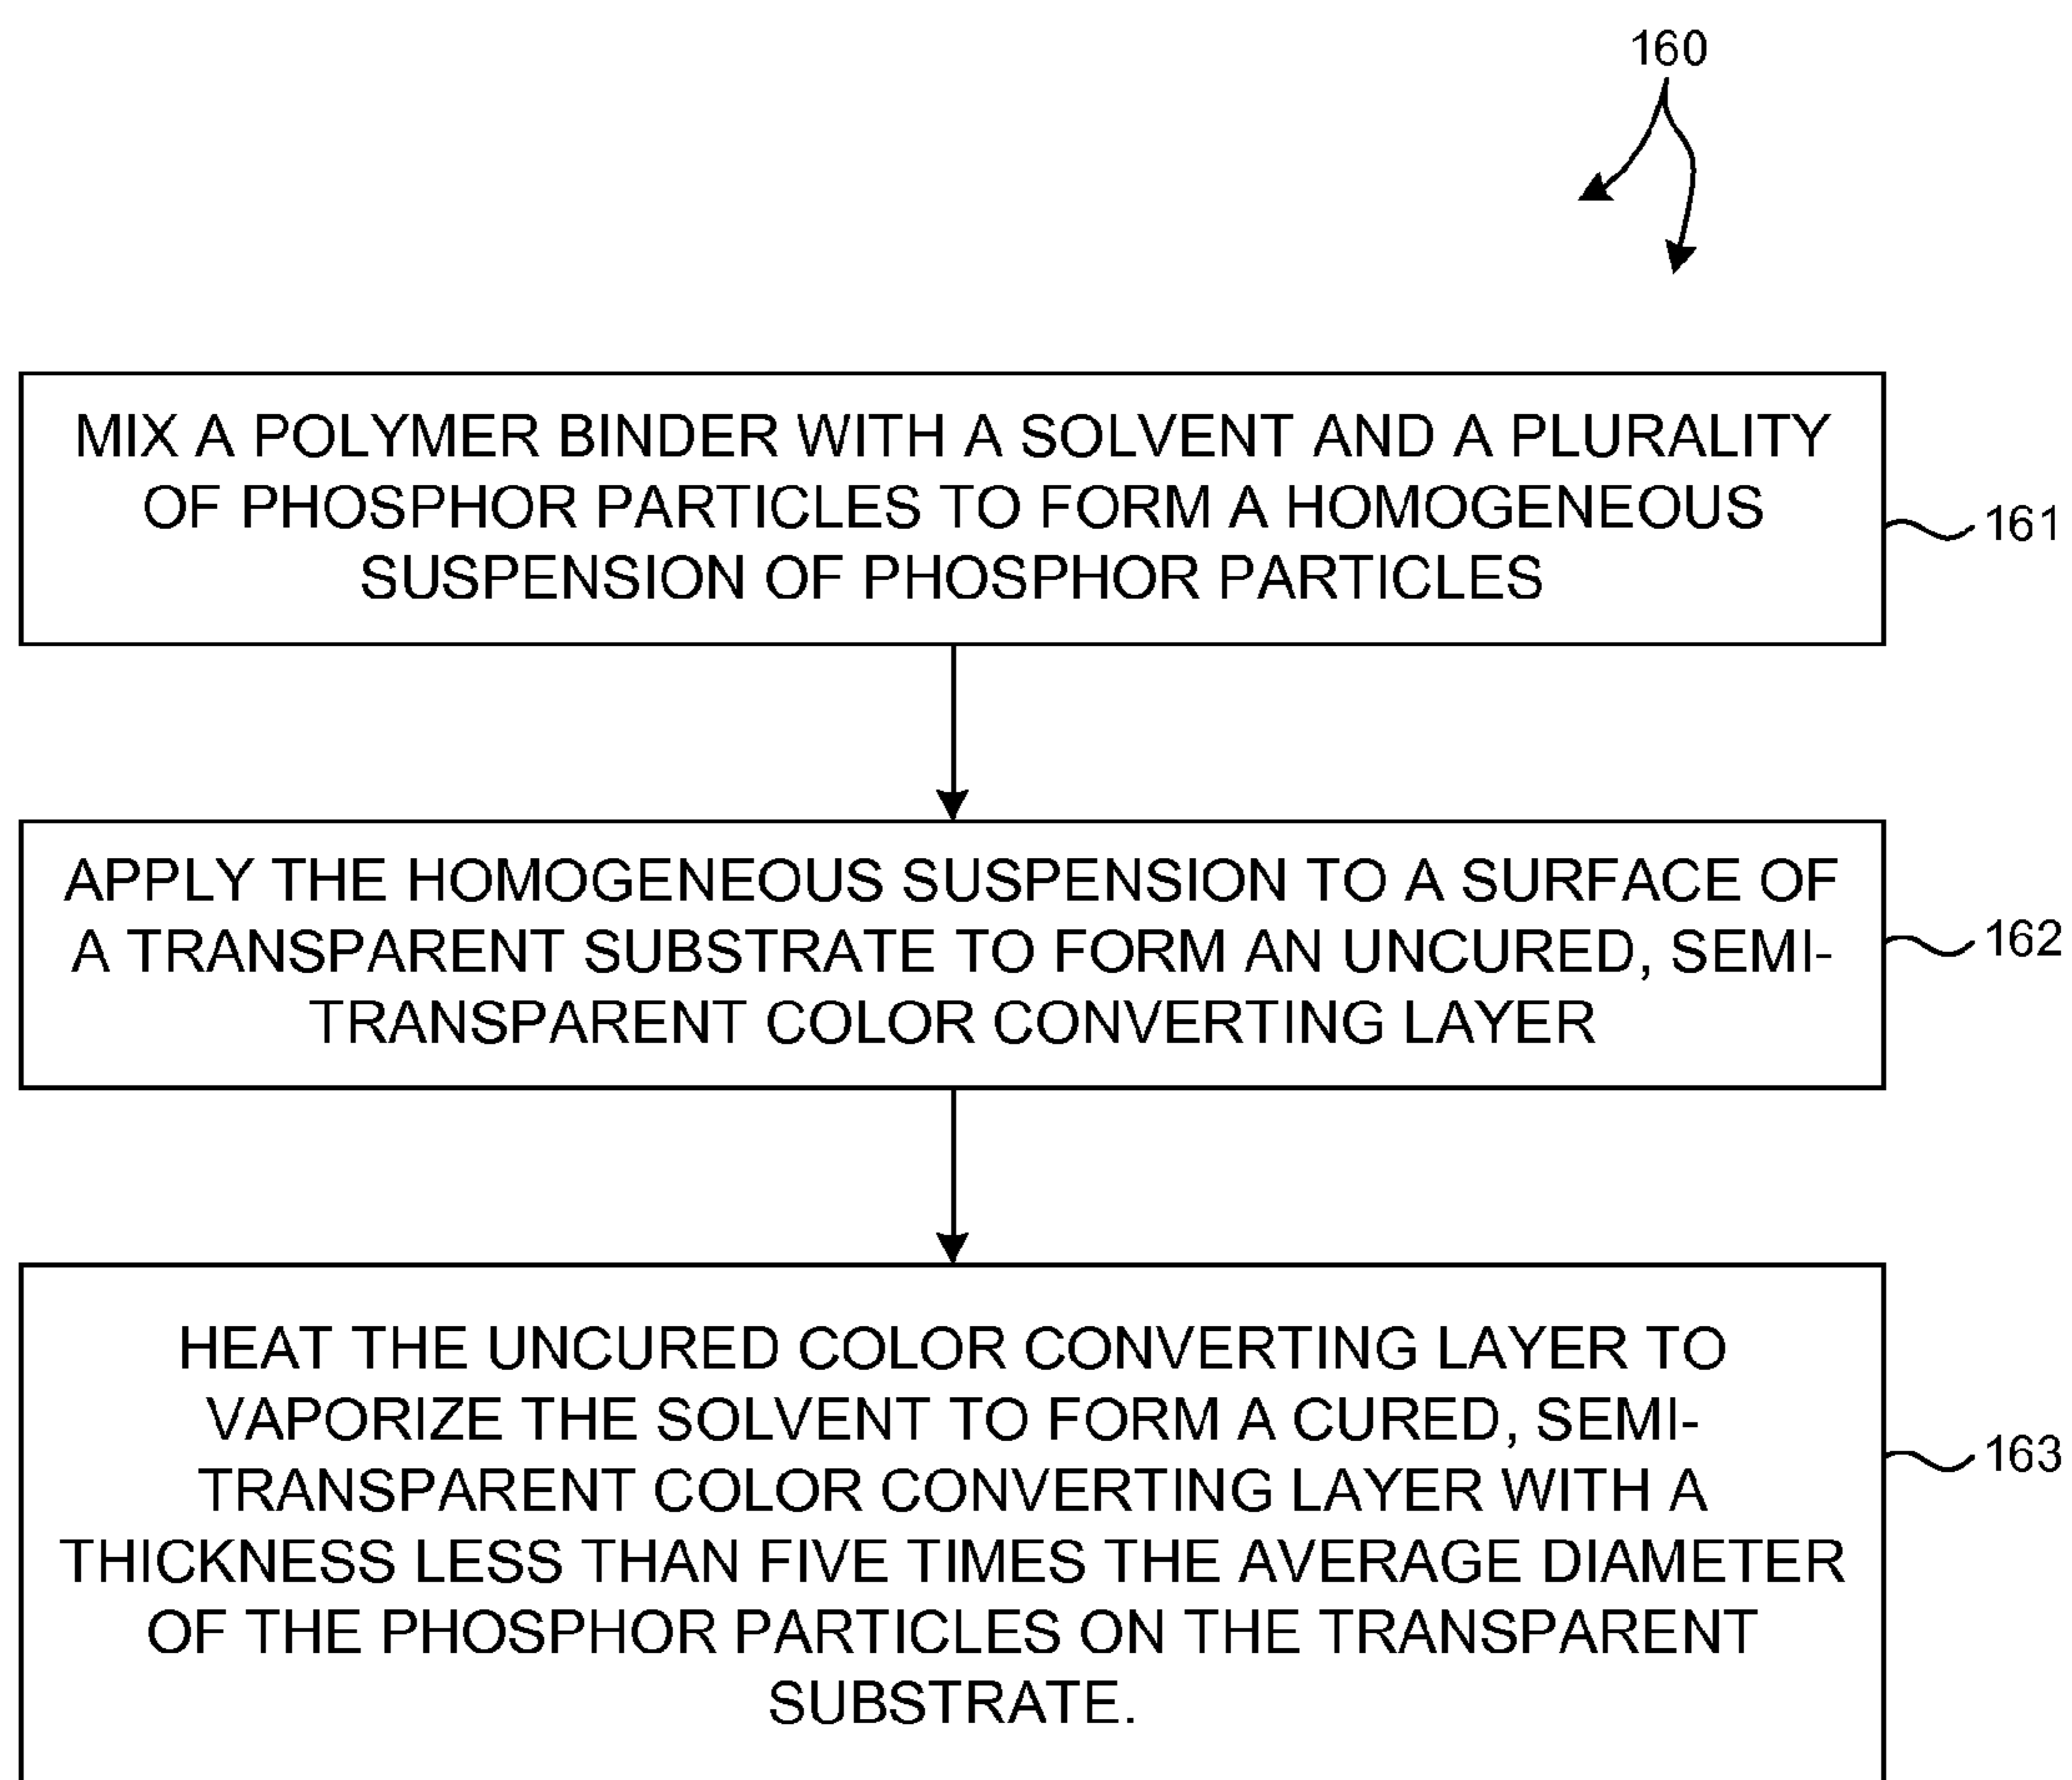 160
MIX A POLYMER BINDER WITH A SOLVENT AND A PLURALITY
OF PHOSPHOR PARTICLES TO FORM A HOMOGENEOUS
SUSPENSION OF PHOSPHOR PARTICLES
161
APPLY THE HOMOGENEOUS SUSPENSION TO A SURFACE OF
A TRANSPARENT SUBSTRATE TO FORM AN UNCURED, SEMI-
TRANSPARENT COLOR CONVERTING LAYER
162
HEAT THE UNCURED COLOR CONVERTING LAYER TO
VAPORIZE THE SOLVENT TO FORM A CURED, SEMI-
TRANSPARENT COLOR CONVERTING LAYER WITH A
THICKNESS LESS THAN FIVE TIMES THE AVERAGE DIAMETER
OF THE PHOSPHOR PARTICLES ON THE TRANSPARENT
SUBSTRATE.
163